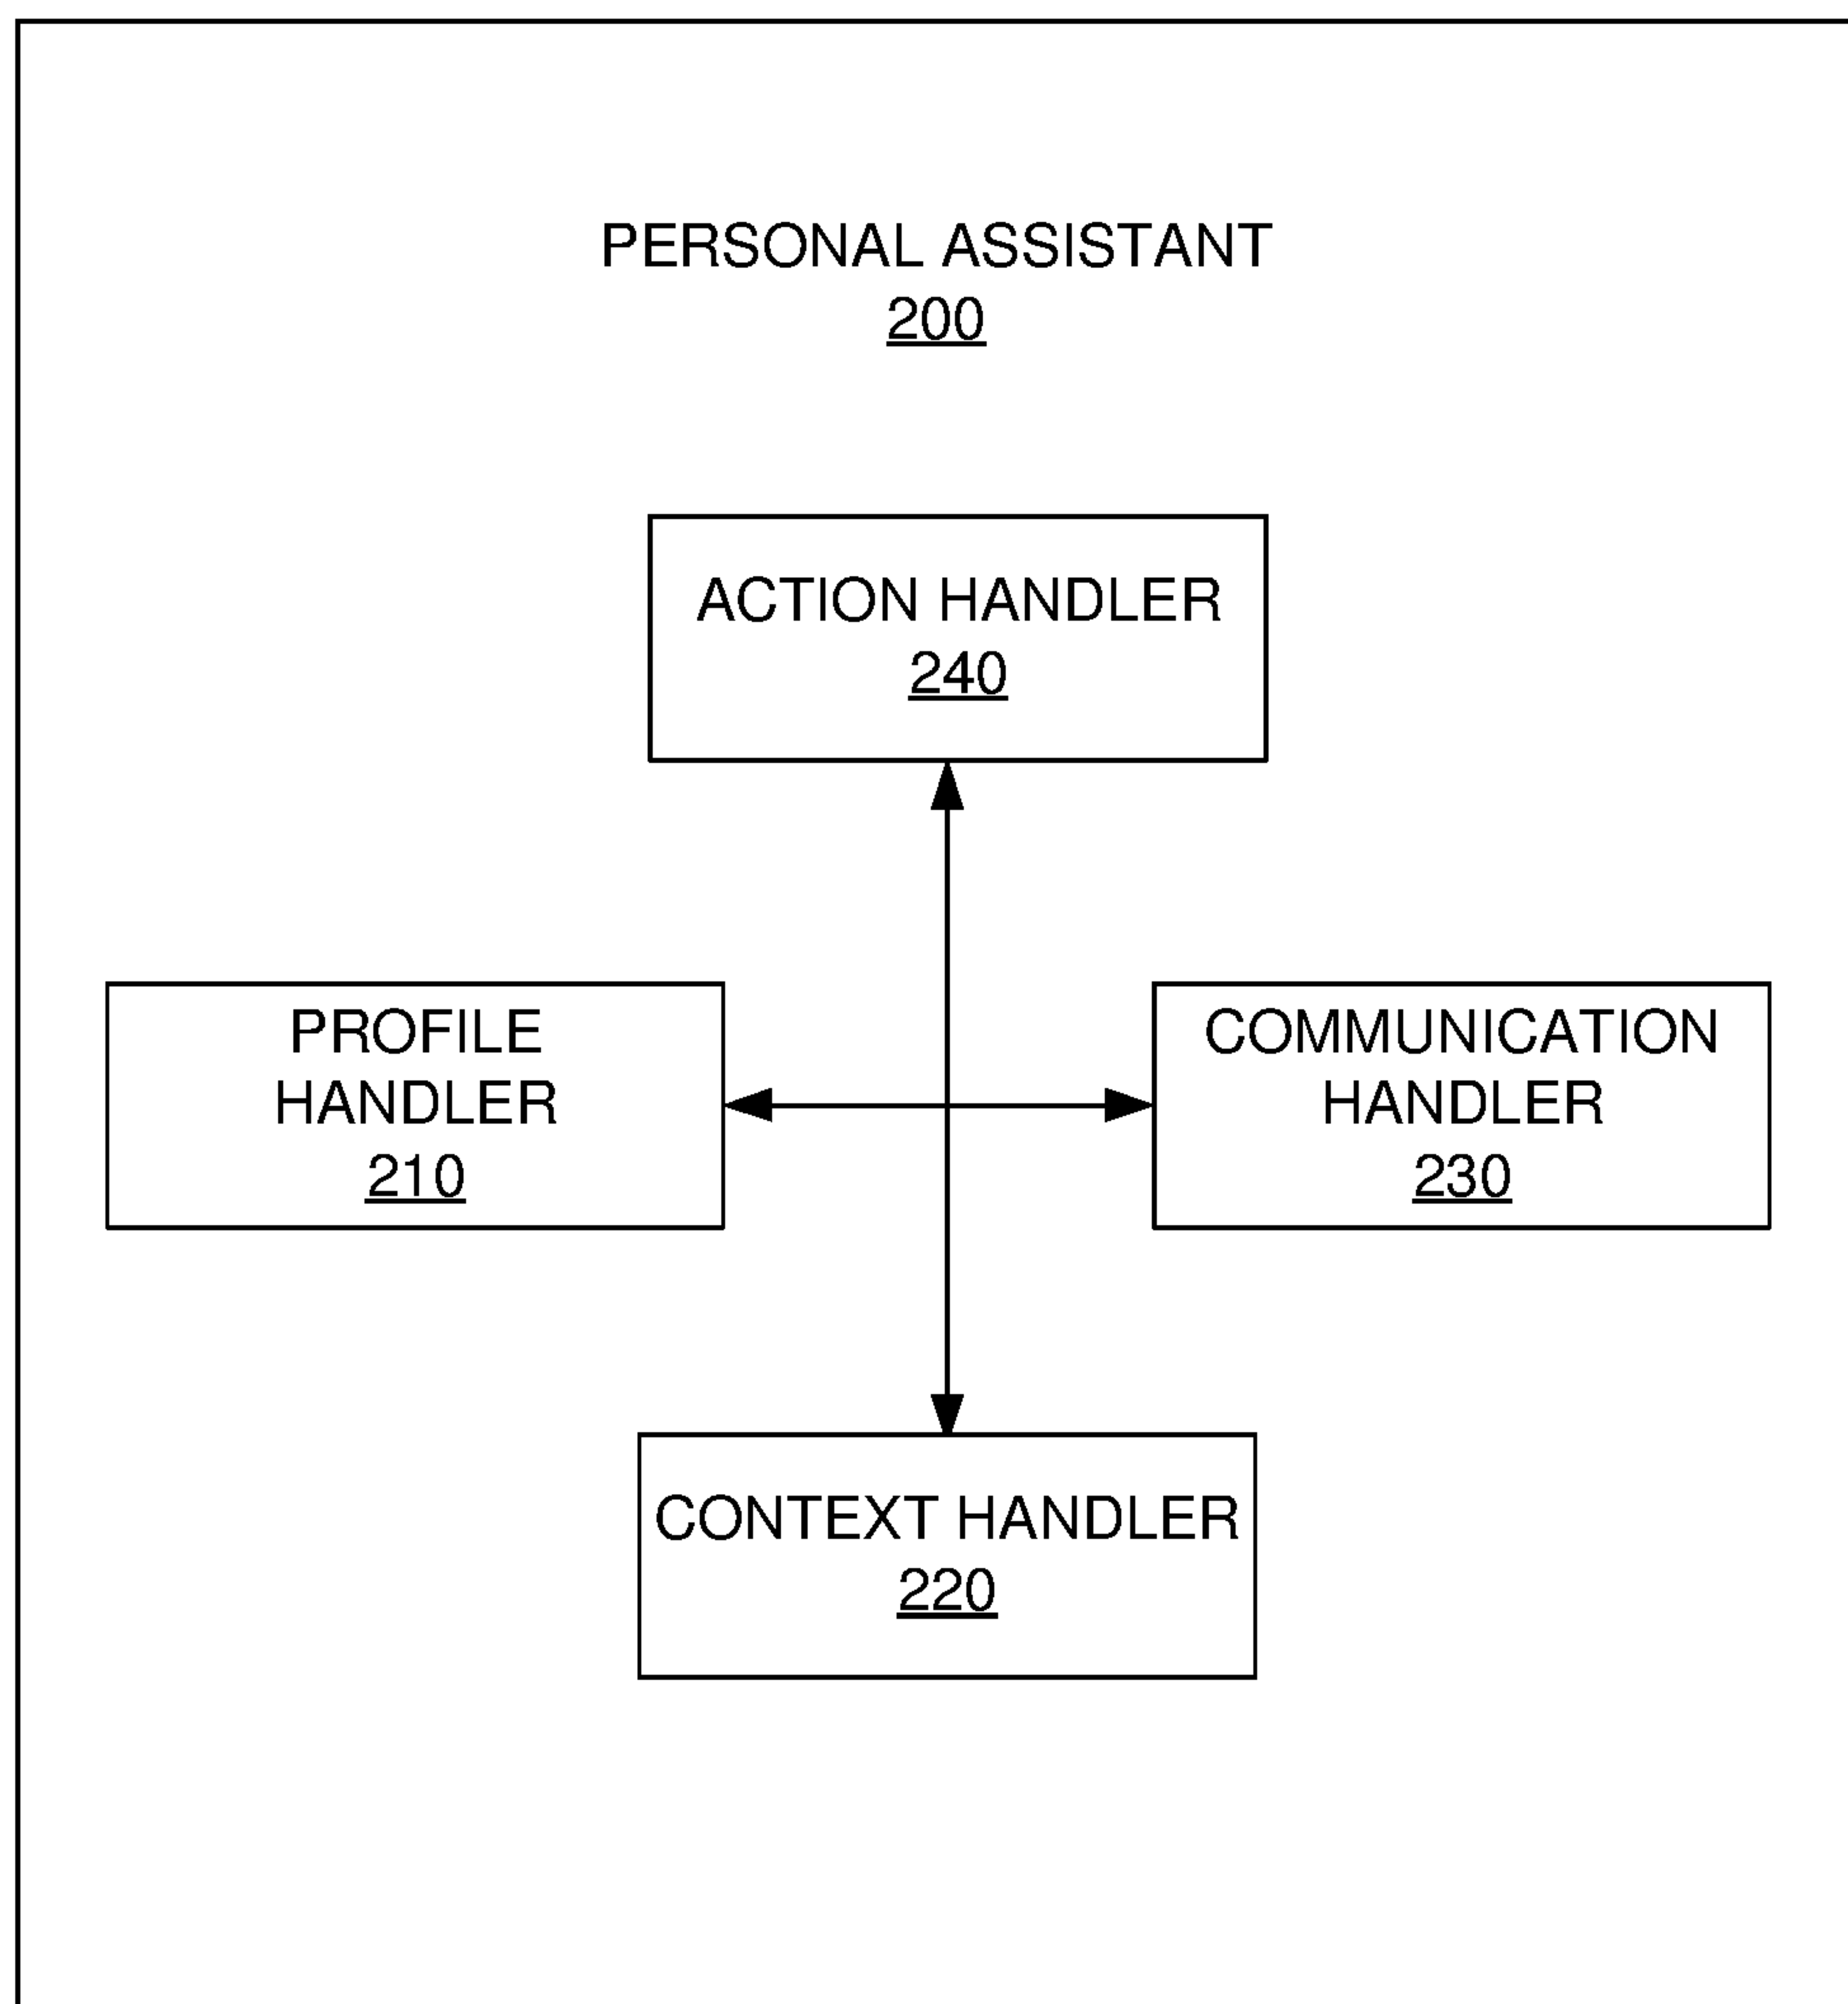 PERSONAL ASSISTANT
200
ACTION HANDLER
240
PROFILE
HANDLER
210
COMMUNICATION
HANDLER
230
CONTEXT HANDLER
220